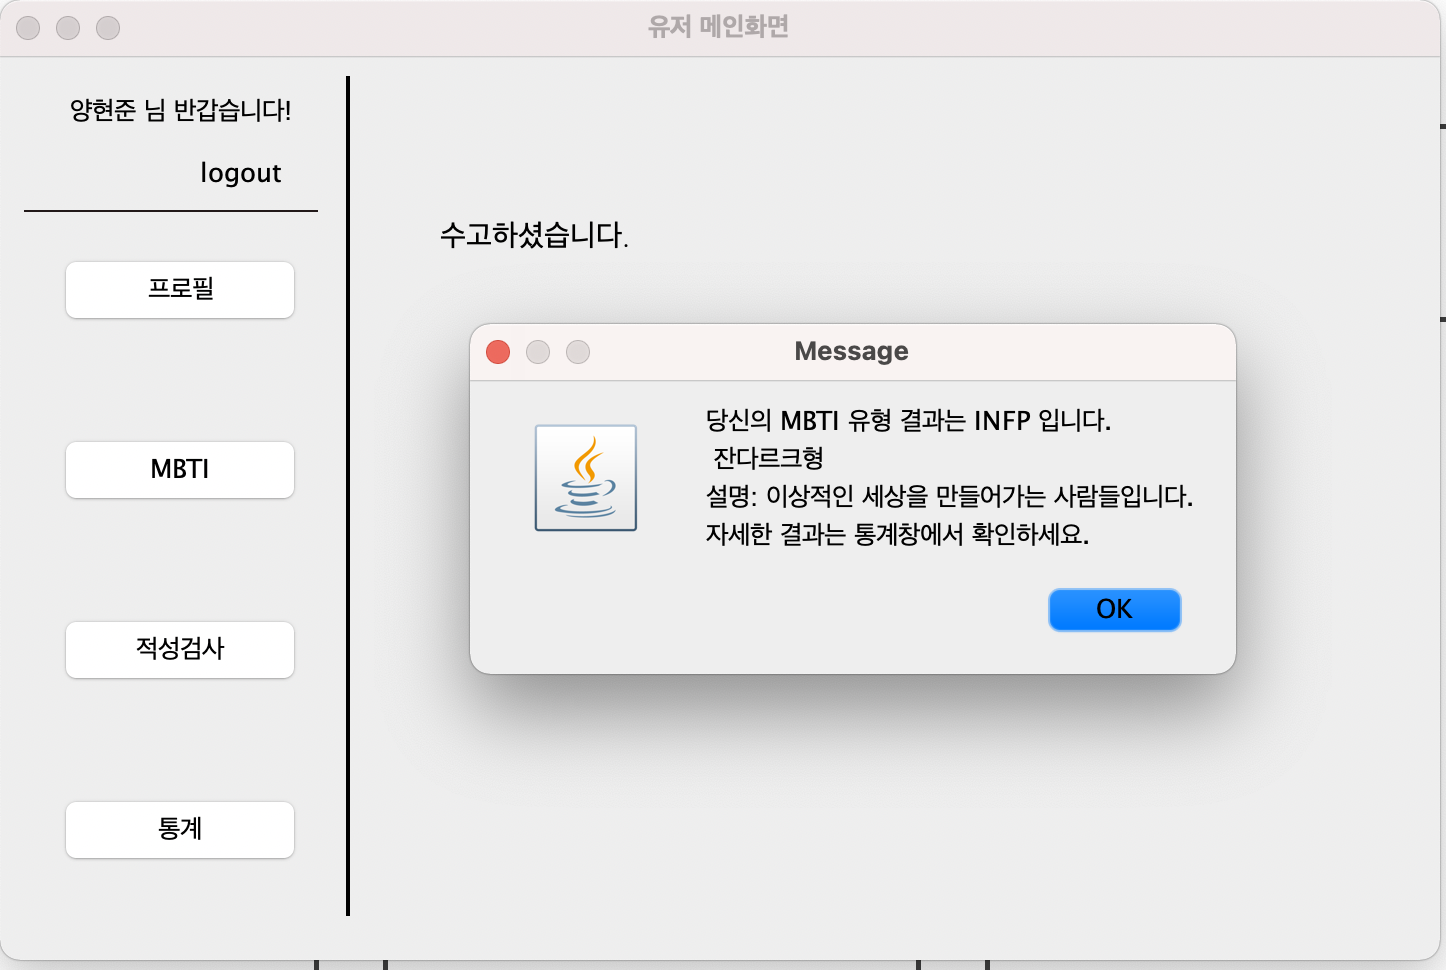 유저 메인화면
양현준 님 반갑습니다!
logout
프로필
MBTI
적성검사
통계
수고하셨습니다.
Message
당신의 MBTI 유형 결과는 INFP 입니다.
잔다르크형
설명: 이상적인 세상을 만들어가는 사람들입니다.
자세한 결과는 통계창에서 확인하세요.
OK